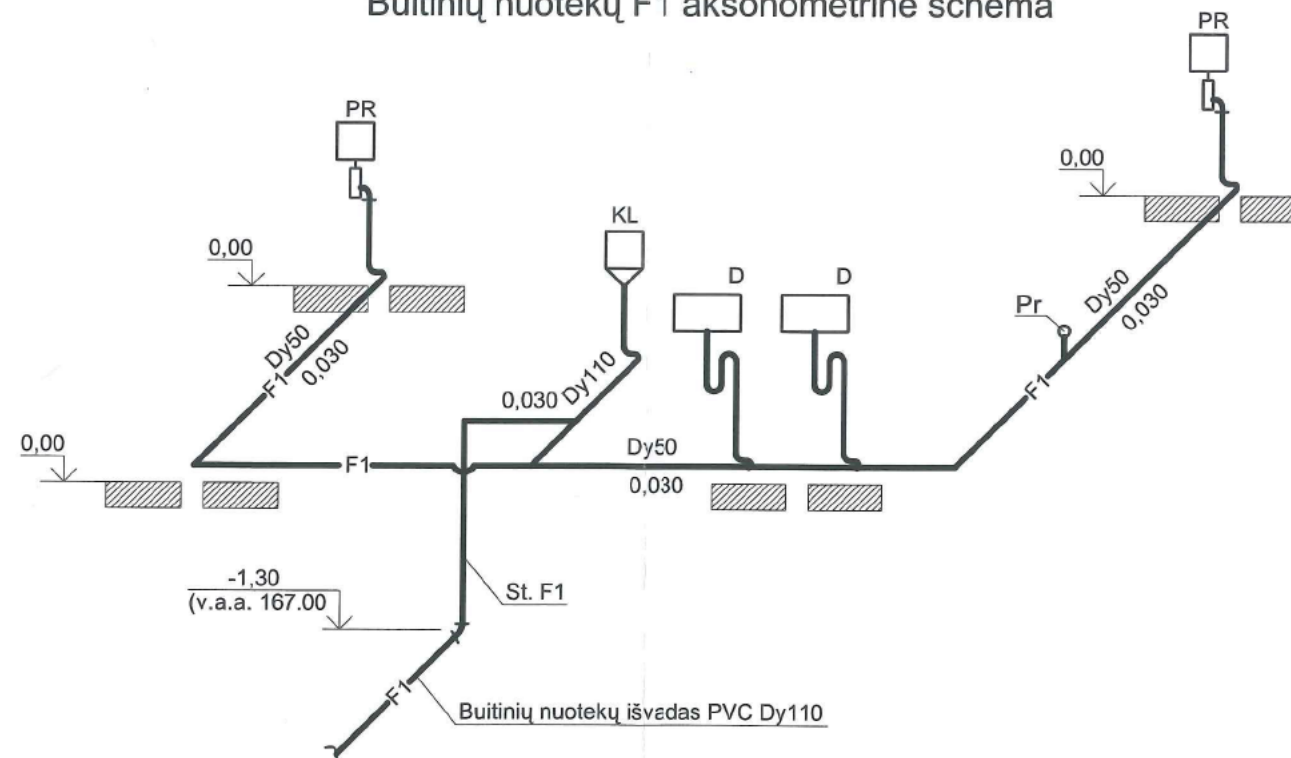 Buitinių nuotekų F1 aksonometrinė schema
PR
PR
0,00
KL
0,00
D
D
Pr
Dy50
0,030
Dy50
0,030
F1
0,030
Dy110
F1
0,00
Dy50
F1
0,030
-1,30
(v.a.a. 167.00
St. F1
F1
Buitinių nuotekų išvadas PVC Dy110